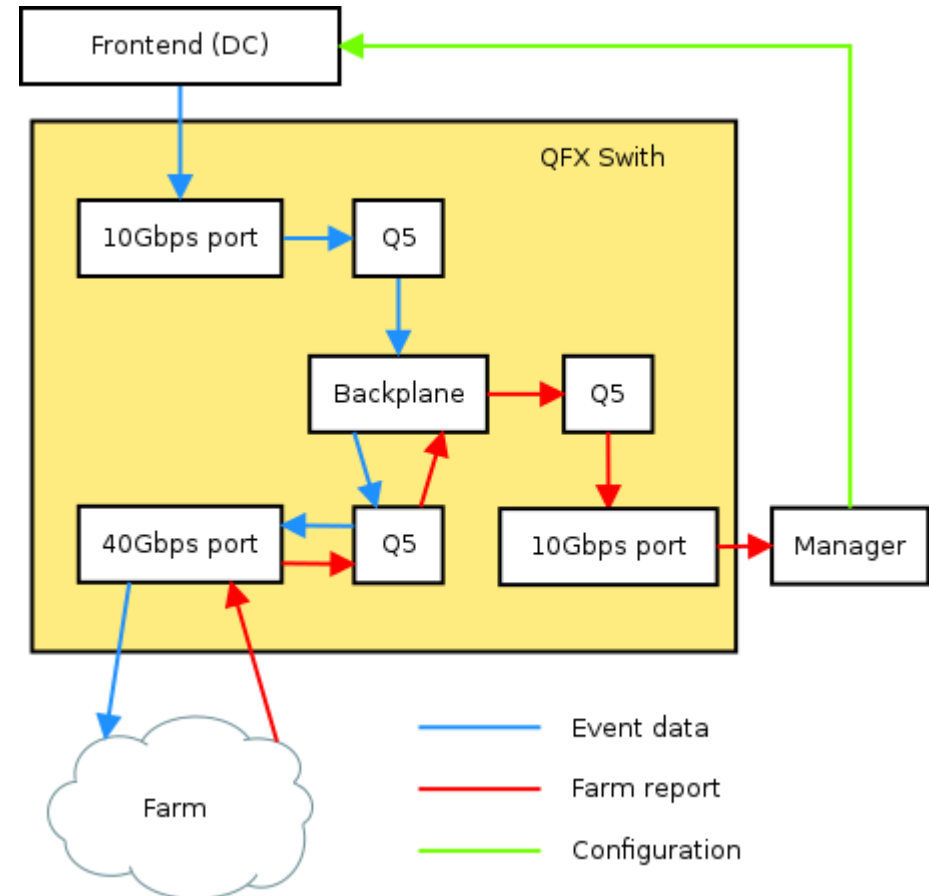 Frontend (DC)
QFX Swith
10Gbps port
Q5
Backplane
Q5
40Gbps port
Q5
10Gbps port
Manager
Farm
Event data
Farm report
Configuration